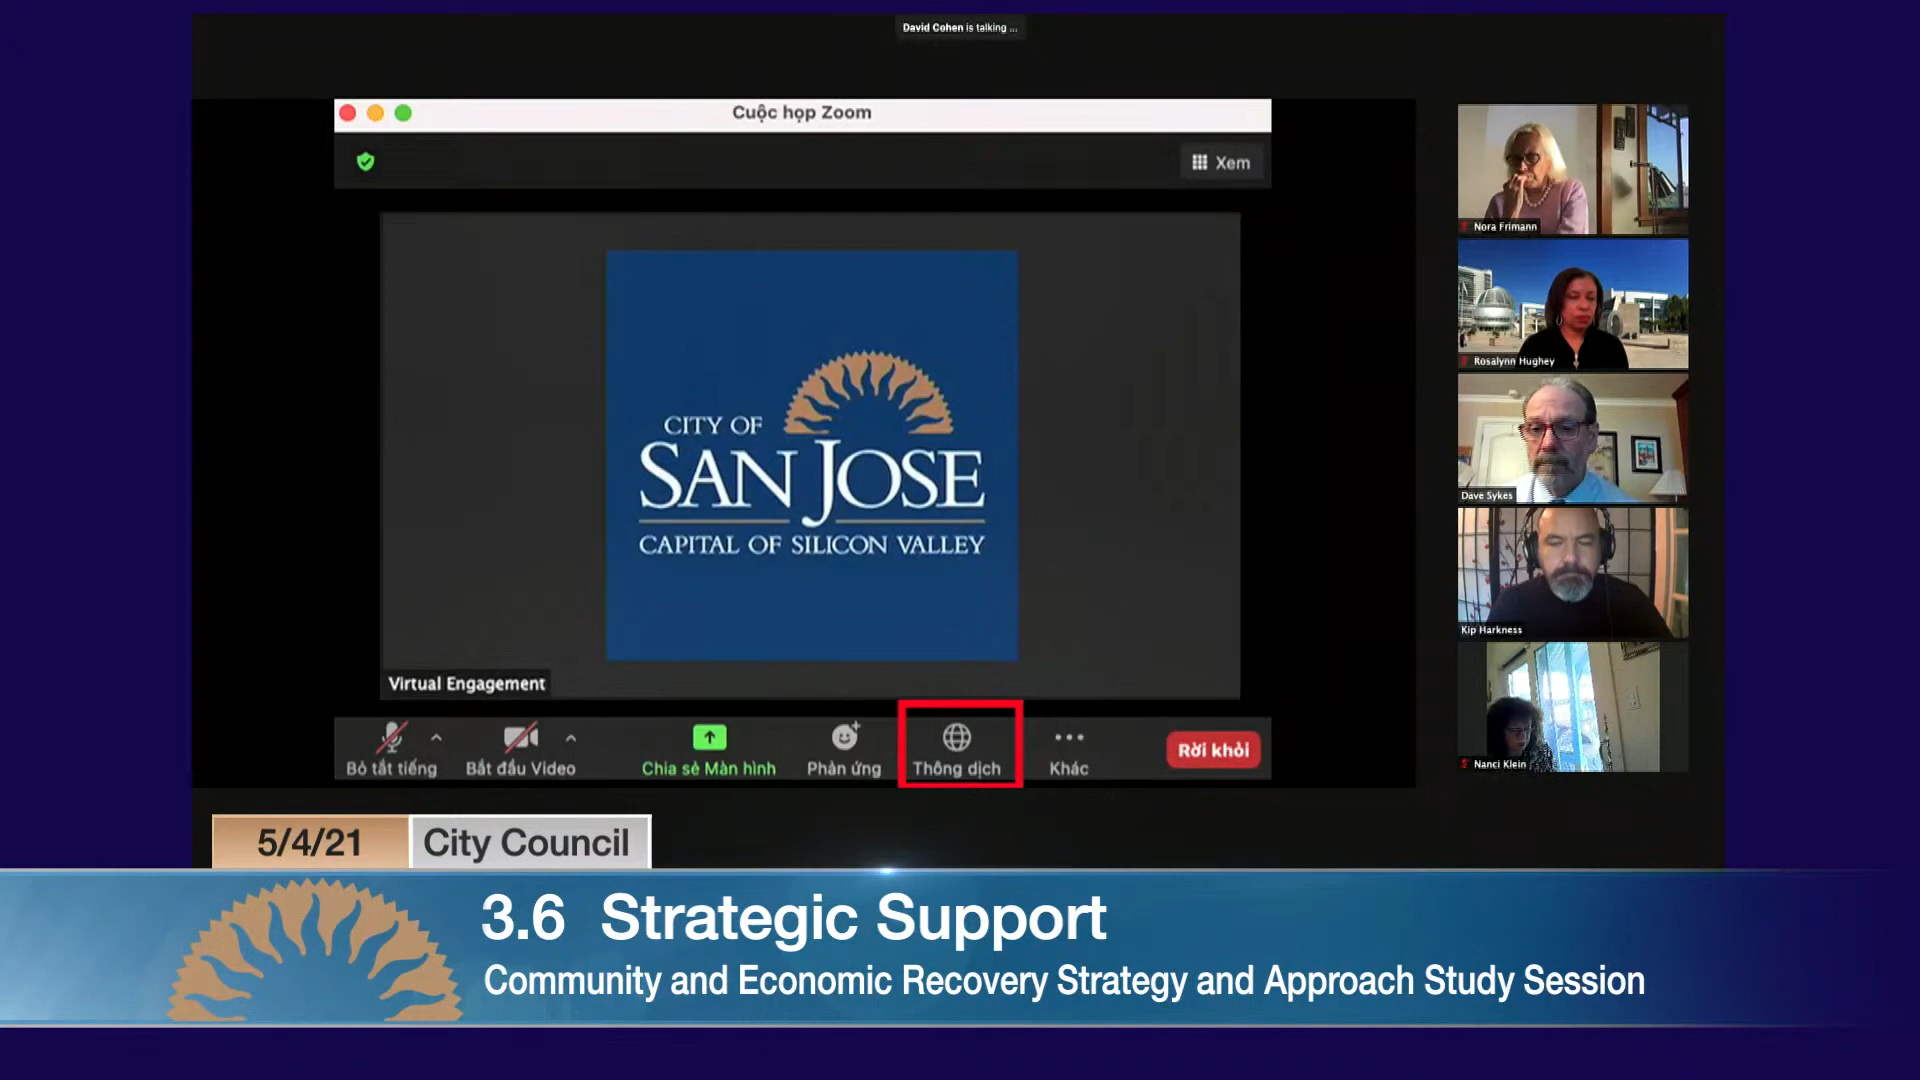 David Cohen is talking ...
Cuộc họp Zoom
Xem
CITY OF
SAN JOSE
CAPITAL OF SILICON VALLEY
Virtual Engagement
Bỏ tắt tiếng
Bắt đầu Video
Chia sẻ Màn hình
Phản ứng
Thông dịch
Khác
Rời khỏi
Nora Frimann
Rosalynn Hughey
Dave Sykes
Kip Harkness
Nanci Klein
5/4/21
City Council
3.6 Strategic Support
Community and Economic Recovery Strategy and Approach Study Session